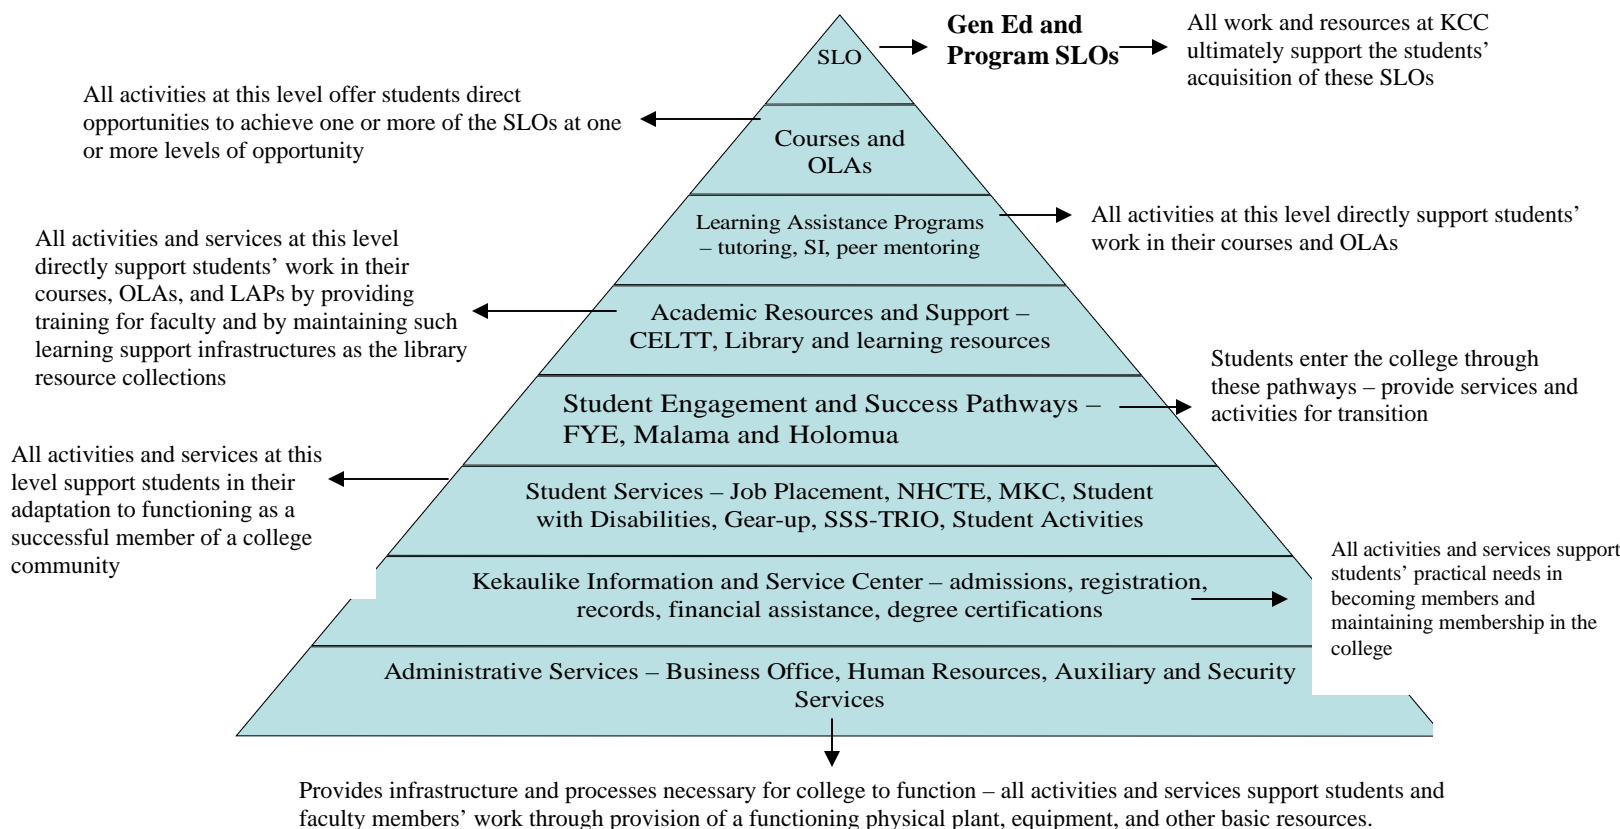 SLO
Gen Ed and
Program SLOs
All work and resources at KCC
ultimately support the students’
acquisition of these SLOs
All activities at this level offer students direct
opportunities to achieve one or more of the SLOs at one
or more levels of opportunity
Courses and
OLAs
Learning Assistance Programs
– tutoring, SI, peer mentoring
All activities at this level directly support students’
work in their courses and OLAs
All activities and services at this level
directly support students’ work in their
courses, OLAs, and LAPs by providing
training for faculty and by maintaining such
learning support infrastructures as the library
resource collections
Academic Resources and Support –
CELTT, Library and learning resources
Students enter the college through
these pathways – provide services and
activities for transition
Student Engagement and Success Pathways –
FYE, Malama and Holomua
All activities and services at this
level support students in their
adaptation to functioning as a
successful member of a college
community
Student Services – Job Placement, NHCTE, MKC, Student
with Disabilities, Gear-up, SSS-TRIO, Student Activities
Kekaulike Information and Service Center – admissions, registration,
records, financial assistance, degree certifications
All activities and services support
students’ practical needs in
becoming members and
maintaining membership in the
college
Administrative Services – Business Office, Human Resources, Auxiliary and Security
Services
Provides infrastructure and processes necessary for college to function – all activities and services support students and
faculty members’ work through provision of a functioning physical plant, equipment, and other basic resources.